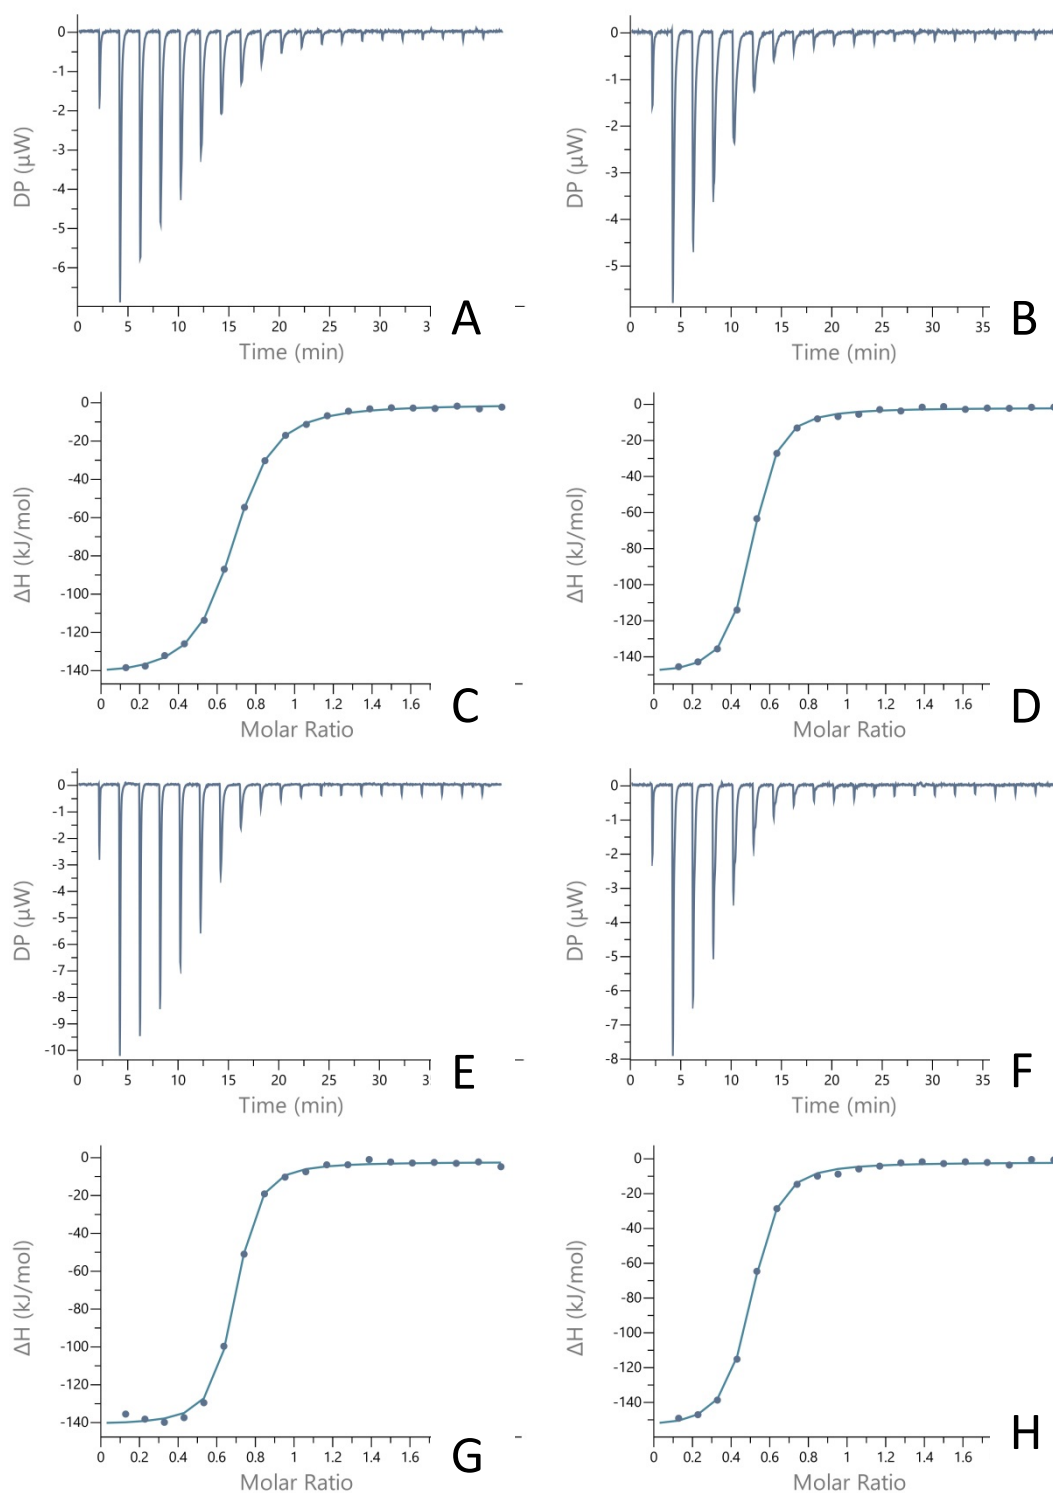 0
-1
-2
-3
-4
-5
-6
DP (µW)
0 5 10 15 20 25 30 3
Time (min)
A
0
-1
-2
-3
-4
-5
DP (µW)
0 5 10 15 20 25 30 35
Time (min)
B
0
-20
-40
-60
-80
-100
-120
-140
ΔH (kJ/mol)
0 0.2 0.4 0.6 0.8 1 1.2 1.4 1.6
Molar Ratio
C
0
-20
-40
-60
-80
-100
-120
-140
ΔH (kJ/mol)
0 0.2 0.4 0.6 0.8 1 1.2 1.4 1.6
Molar Ratio
D
0
-1
-2
-3
-4
-5
-6
-7
-8
-9
-10
DP (µW)
0 5 10 15 20 25 30 3
Time (min)
E
0
-1
-2
-3
-4
-5
-6
-7
-8
DP (µW)
0 5 10 15 20 25 30 35
Time (min)
F
0
-20
-40
-60
-80
-100
-120
-140
ΔH (kJ/mol)
0 0.2 0.4 0.6 0.8 1 1.2 1.4 1.6
Molar Ratio
G
0
-20
-40
-60
-80
-100
-120
-140
ΔH (kJ/mol)
0 0.2 0.4 0.6 0.8 1 1.2 1.4 1.6
Molar Ratio
H